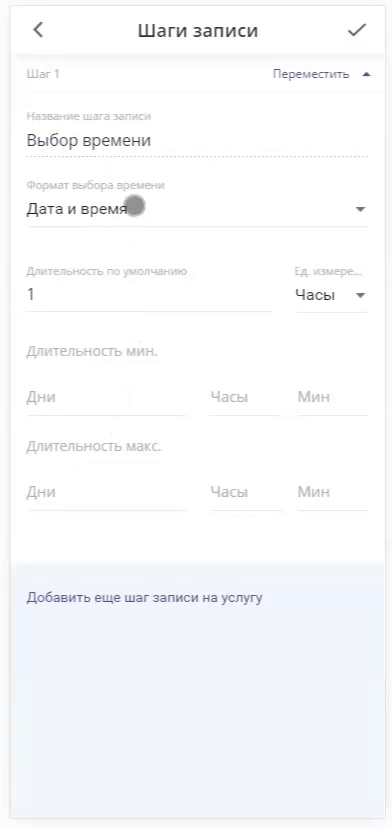 Шаги записи
Шаг 1 Переместить
Название шага записи
Выбор времени
Формат выбора времени
Дата и время
Длительность по умолчанию Ед. измере...
1 Часы
Длительность мин.
Дни Часы Мин
Длительность макс.
Дни Часы Мин
Добавить еще шаг записи на услугу